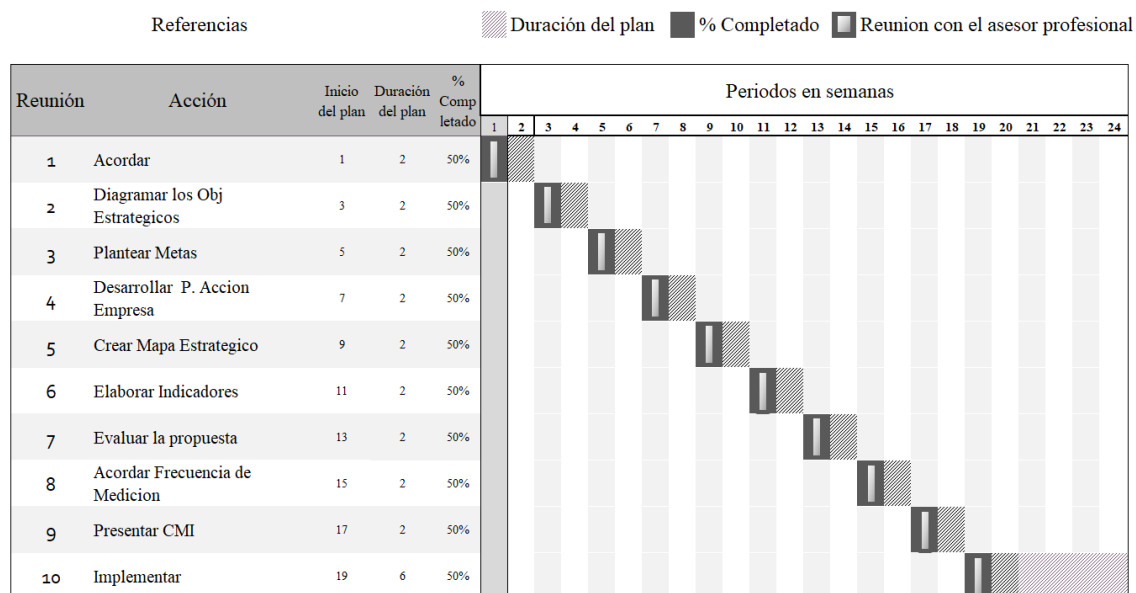 Referencias
Duración del plan % Completado Reunion con el asesor profesional
Reunión Acción Inicio del plan Duración del plan % Comp letado Periodos en semanas
1 2 3 4 5 6 7 8 9 10 11 12 13 14 15 16 17 18 19 20 21 22 23 24
1 Acordar 1 2 50%
2 Diagramar los Obj Estrategicos 3 2 50%
3 Plantear Metas 5 2 50%
4 Desarrollar P. Accion Empresa 7 2 50%
5 Crear Mapa Estrategico 9 2 50%
6 Elaborar Indicadores 11 2 50%
7 Evaluar la propuesta 13 2 50%
8 Acordar Frecuencia de Medicion 15 2 50%
9 Presentar CMI 17 2 50%
10 Implementar 19 6 50%